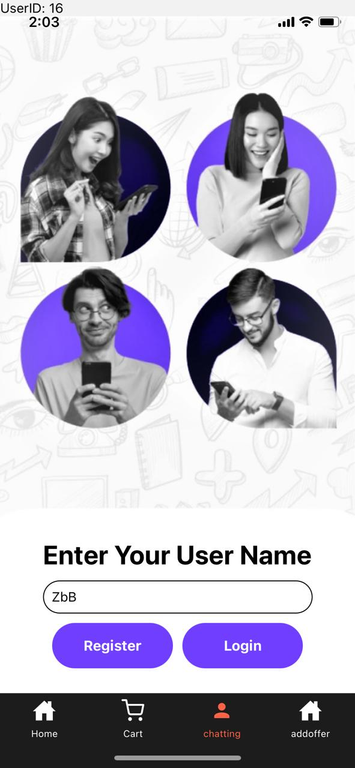 UserID: 16
2:03
Enter Your User Name
ZbB
Register Login
Home Cart chatting addoffer